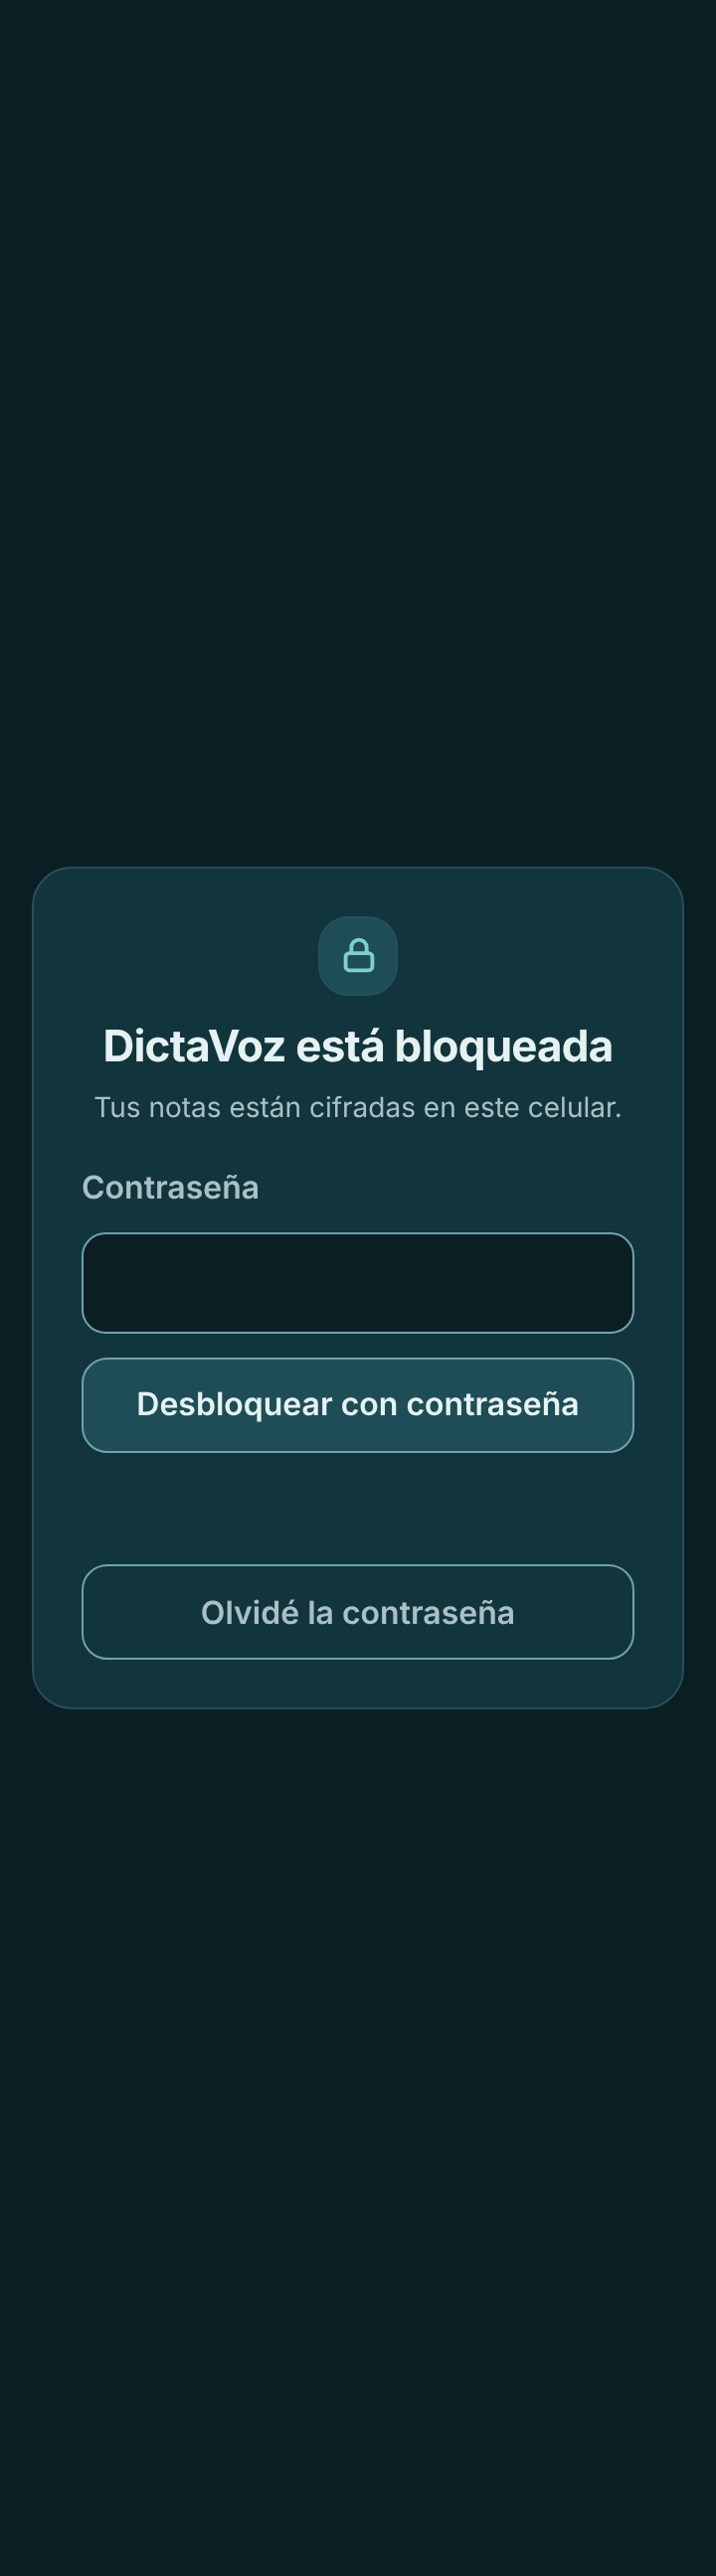 DictaVoz está bloqueada
Tus notas están cifradas en este celular.
Contraseña
Desbloquear con contraseña
Olvidé la contraseña